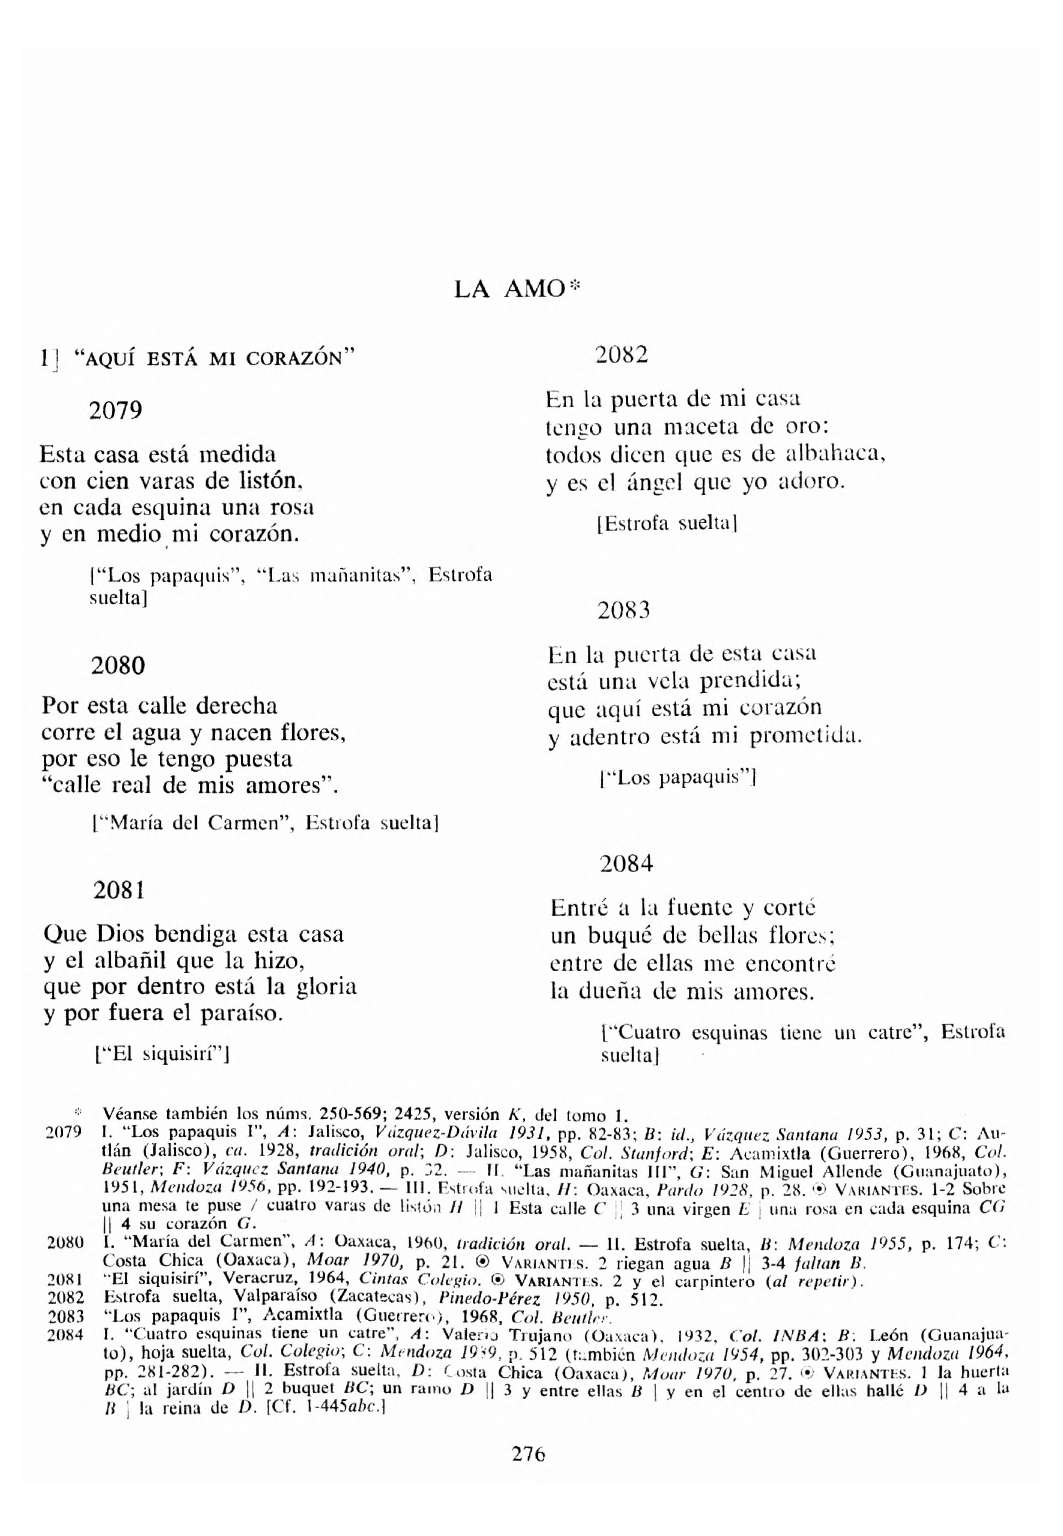 LA AMO*
1] “AQUÍ ESTÁ MI CORAZÓN”
2079
Esta casa está medida
con cien varas de listón,
en cada esquina una rosa
y en medio mi corazón.
[“Los papaquis”, “Las mañanitas”, Estrofa
suelta]
2080
Por esta calle derecha
corre el agua y nacen flores,
por eso le tengo puesta
“calle real de mis amores”.
[“María del Carmen”, Estrofa suelta]
2081
Que Dios bendiga esta casa
y el albañil que la hizo,
que por dentro está la gloria
y por fuera el paraíso.
[“El siquisirí”]
2082
En la puerta de mi casa
tengo una maceta de oro:
todos dicen que es de albahaca,
y es el ángel que yo adoro.
[Estrofa suelta]
2083
En la puerta de esta casa
está una vela prendida;
que aquí está mi corazón
y adentro está mi prometida.
[“Los papaquis”]
2084
Entré a la fuente y corté
un buqué de bellas flores;
entre de ellas me encontré
la dueña de mis amores.
[“Cuatro esquinas tiene un catre”, Estrofa
suelta]
* Véanse también los núms. 250-569; 2425, versión K, del tomo 1.
2079 I. “Los papaquis I”, A: Jalisco, Vázquez-Dávila 1931, pp. 82-83; B: id., Vázquez Santana 1953, p. 31; C: Au-
tlán (Jalisco), ca. 1928, tradición oral; D: Jalisco, 1958, Col. Stanford; E: Acamixtla (Guerrero), 1968, Col.
Beutler; F: Vázquez Santana 1940, p. 32. — II. “Las mañanitas III”, G: San Miguel Allende (Guanajuato),
1951, Mendoza 1956, pp. 192-193. — III. Estrofa suelta, H: Oaxaca, Pardo 1928, p. 28. ⊙ VARIANTES. 1-2 Sobre
una mesa te puse / cuatro varas de listón H || 1 Esta calle C || 3 una virgen E | una rosa en cada esquina CG
|| 4 su corazón G.
2080 I. “María del Carmen”, A: Oaxaca, 1960, tradición oral. — II. Estrofa suelta, B: Mendoza 1955, p. 174; C:
Costa Chica (Oaxaca), Moar 1970, p. 21. ⊙ VARIANTES. 2 riegan agua B || 3-4 faltan B.
2081 “El siquisirí”, Veracruz, 1964, Cintas Colegio. ⊙ VARIANTES. 2 y el carpintero (al repetir).
2082 Estrofa suelta, Valparaíso (Zacatecas), Pinedo-Pérez 1950, p. 512.
2083 “Los papaquis I”, Acamixtla (Guerrero), 1968, Col. Beutler.
2084 I. “Cuatro esquinas tiene un catre”, A: Valerio Trujano (Oaxaca), 1932, Col. INBA; B: León (Guanajua-
to), hoja suelta, Col. Colegio; C: Mendoza 1939, p. 512 (también Mendoza 1954, pp. 302-303 y Mendoza 1964,
pp. 281-282). — II. Estrofa suelta, D: Costa Chica (Oaxaca), Moar 1970, p. 27. ⊙ VARIANTES. 1 la huerta
BC; al jardín D || 2 buquet BC; un ramo D || 3 y entre ellas B | y en el centro de ellas hallé D || 4 a la
B | la reina de D. [Cf. 1-445abc.]
276